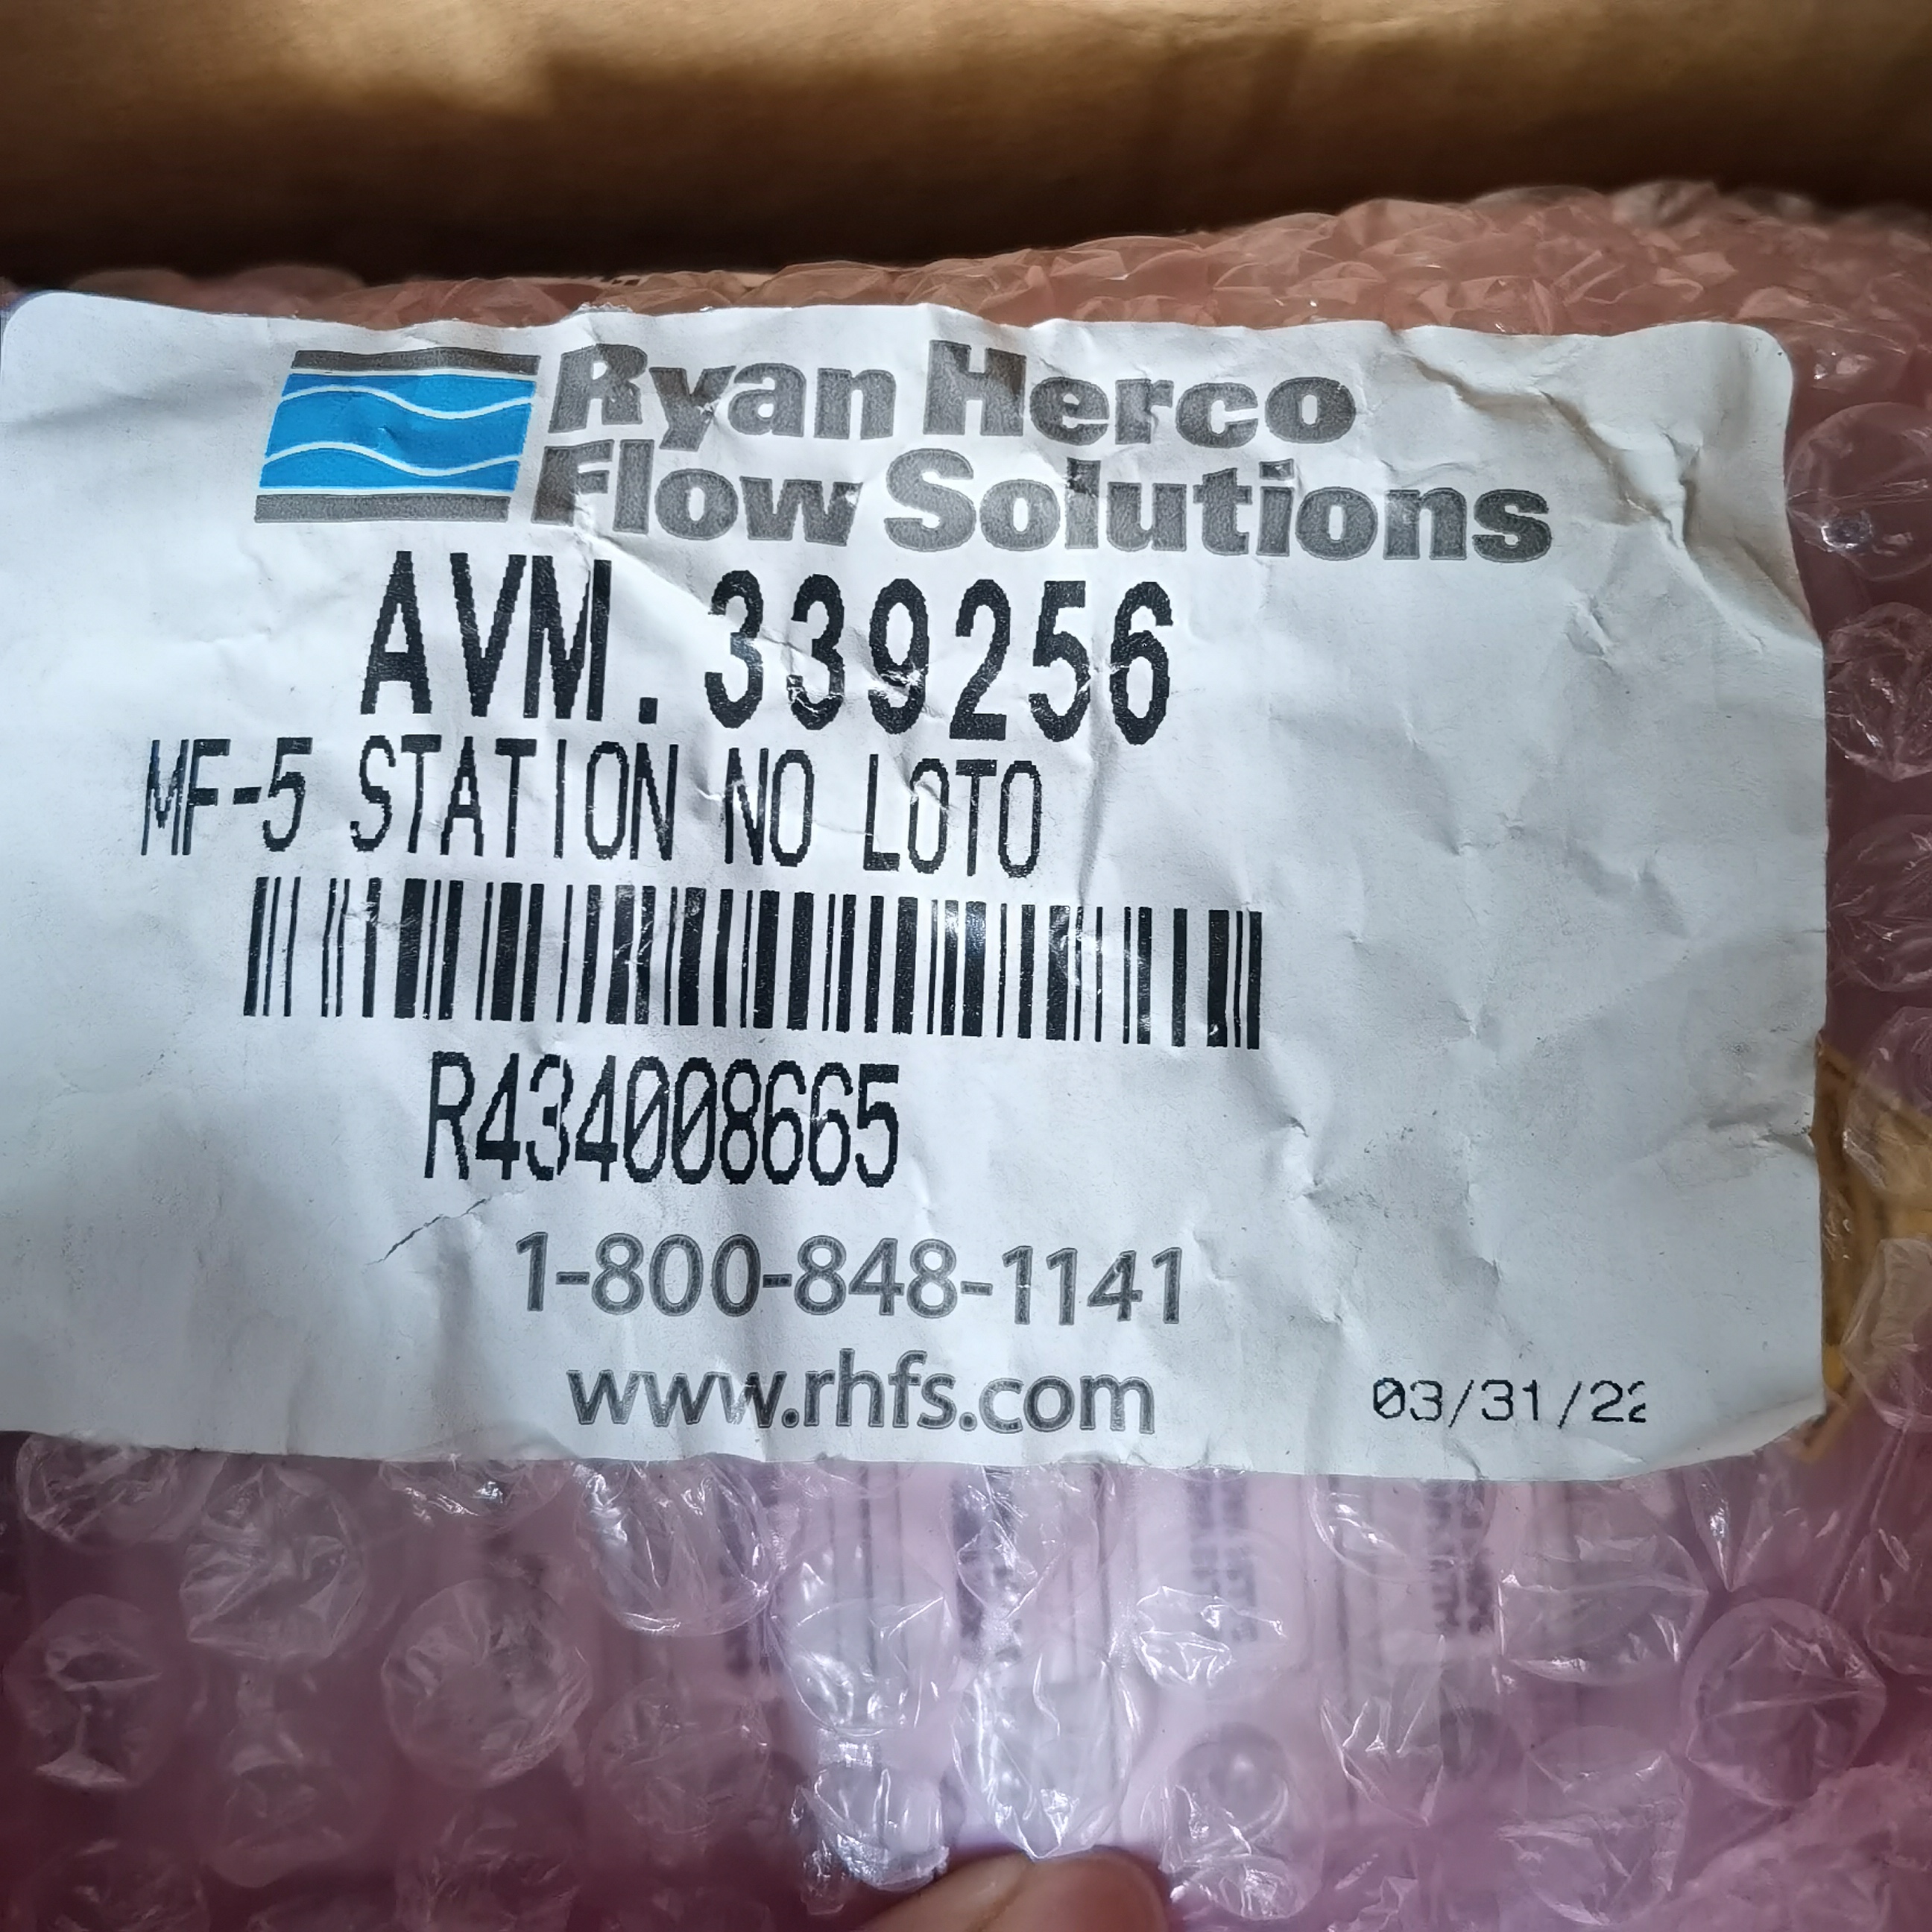 Ryan Herco
Flow Solutions
AVM.339256
MF-5 STATION NO LOTO
R434008665
1-800-848-1141
www.rhfs.com
03/31/22